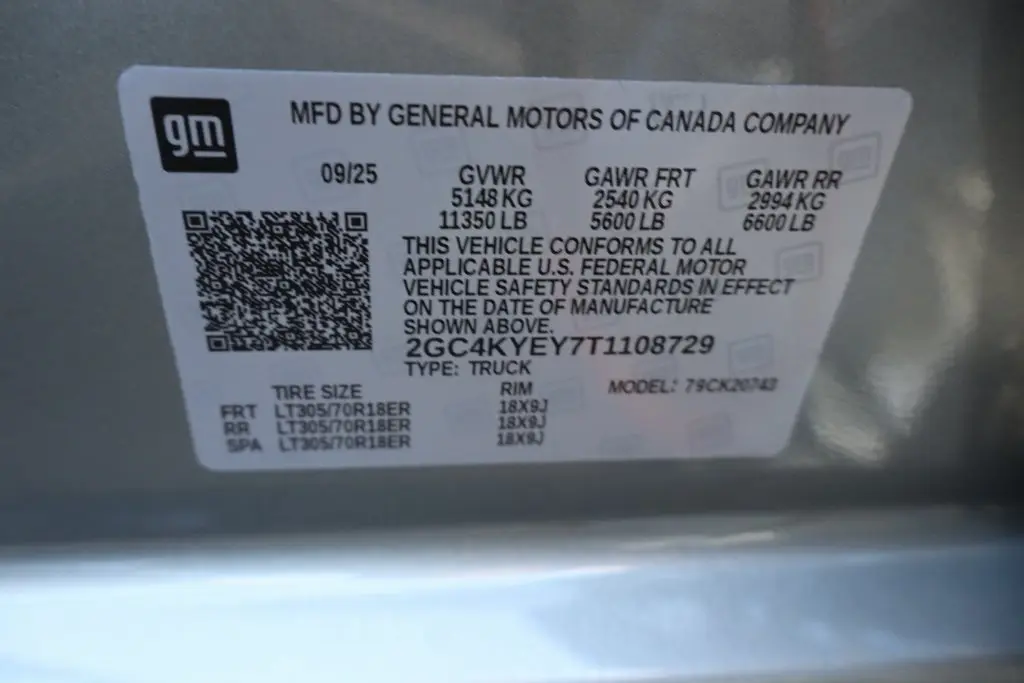 gm
MFD BY GENERAL MOTORS OF CANADA COMPANY
09/25 GVWR GAWR FRT GAWR RR
5148 KG 2540 KG 2994 KG
11350 LB 5600 LB 6600 LB
THIS VEHICLE CONFORMS TO ALL
APPLICABLE U.S. FEDERAL MOTOR
VEHICLE SAFETY STANDARDS IN EFFECT
ON THE DATE OF MANUFACTURE
SHOWN ABOVE.
2GC4KYEY7T1108729
TYPE: TRUCK
TIRE SIZE RIM MODEL: 79CK20743
FRT LT305/70R18ER 18X9J
RR LT305/70R18ER 18X9J
SPA LT305/70R18ER 18X9J